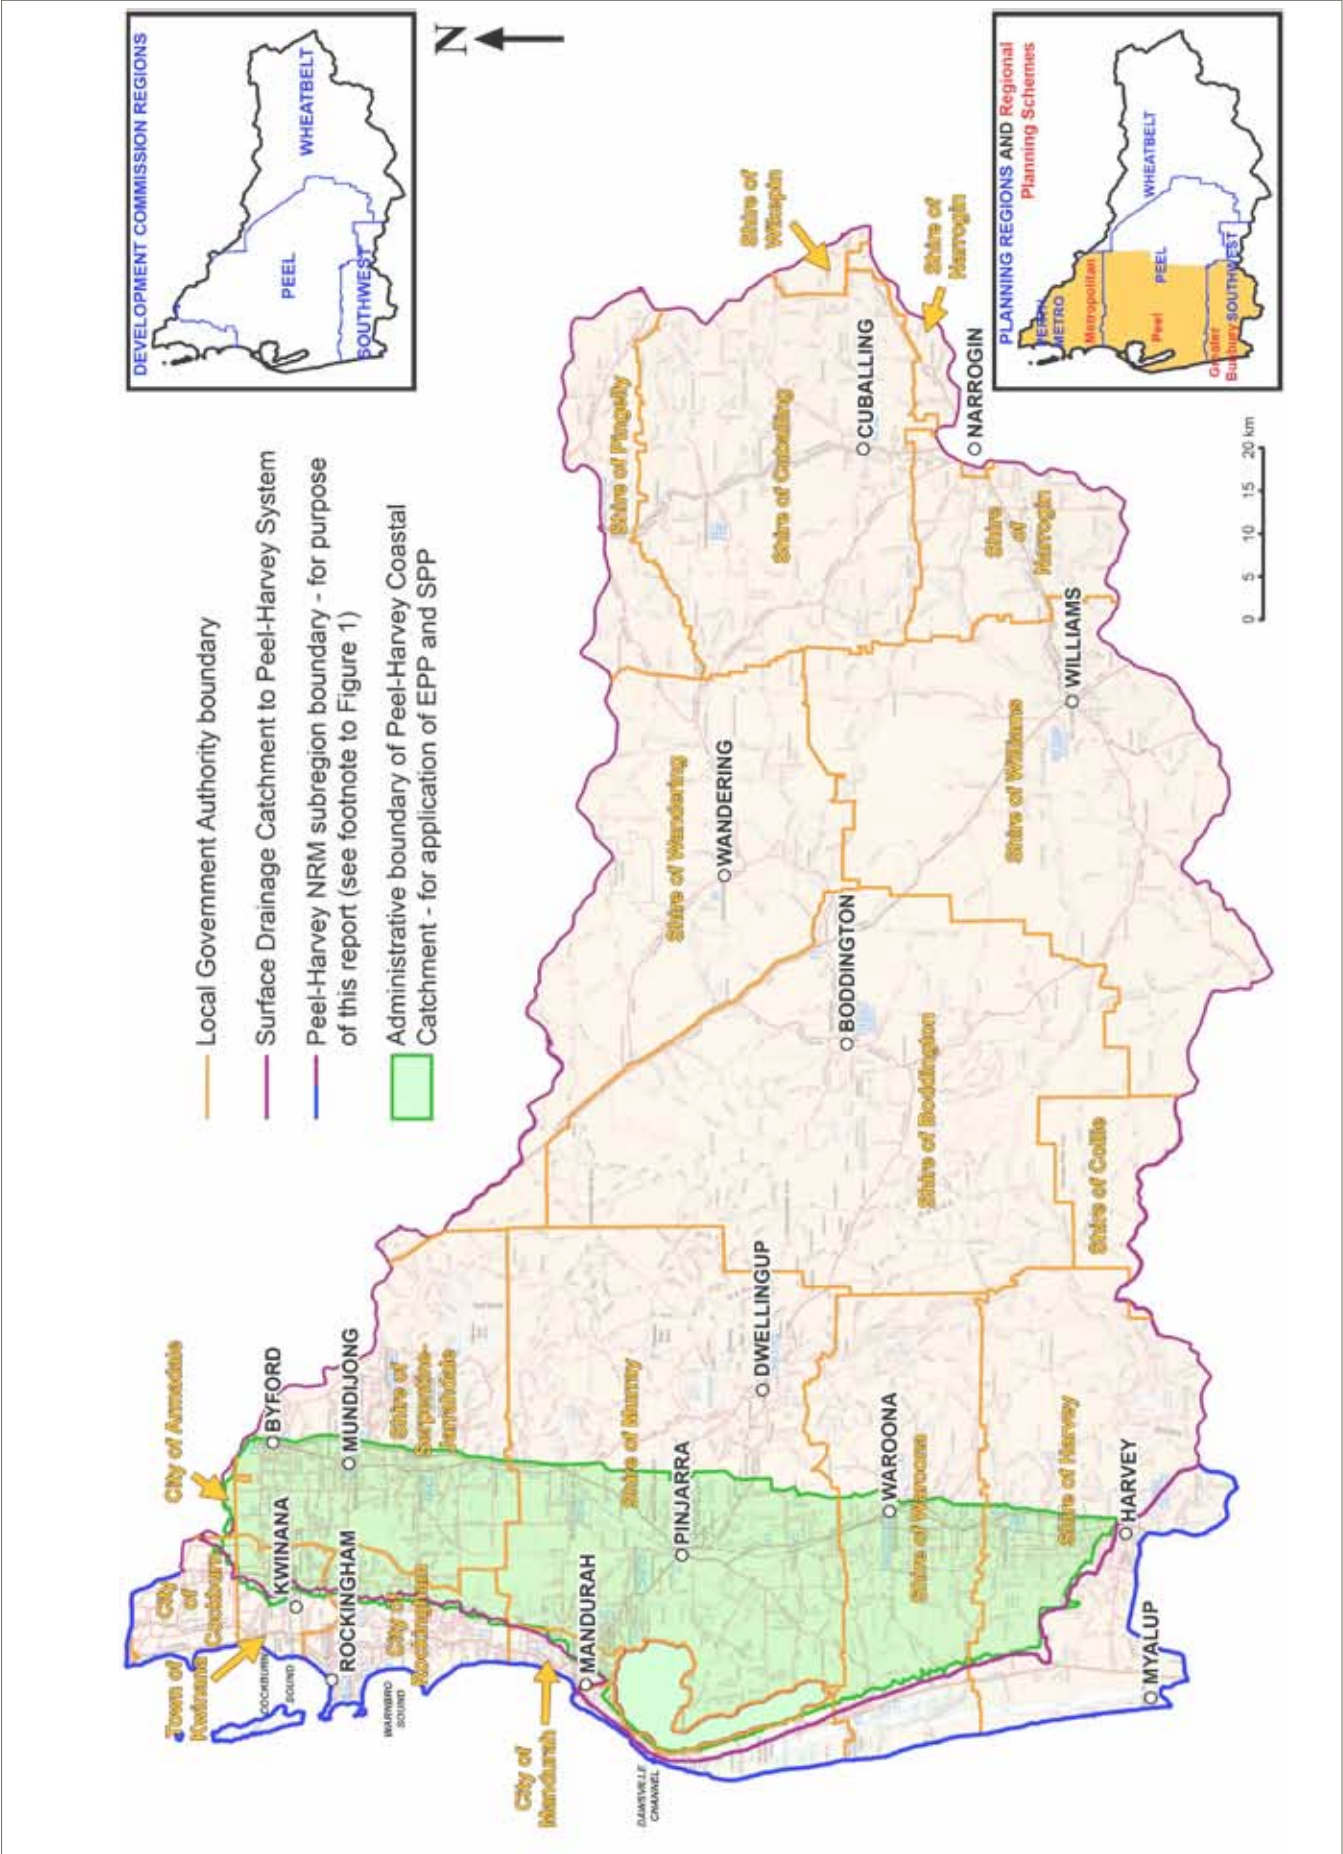 DEVELOPMENT COMMISSION REGIONS
WHEATBELT
PEEL
SOUTHWEST
N
Local Government Authority boundary
Surface Drainage Catchment to Peel-Harvey System
Peel-Harvey NRM subregion boundary - for purpose
of this report (see footnote to Figure 1)
Administrative boundary of Peel-Harvey Coastal
Catchment - for application of EPP and SPP
PLANNING REGIONS AND Regional
Planning Schemes
WHEATBELT
PERTH
METRO
Metropolitan
PEEL
Peel
Greater
Bunbury
SOUTHWEST
0 5 10 15 20 km
City of Armadale
BYFORD
MUNDIJONG
Shire of
Serpentine-
Jarrahdale
City
of
Cockburn
Town of
Kwinana
KWINANA
ROCKINGHAM
City of
Rockingham
COCKBURN
SOUND
WARNBRO
SOUND
City of
Mandurah
MANDURAH
DAWSVILLE
CHANNEL
Shire of Murray
PINJARRA
DWELLINGUP
WAROONA
Shire of Waroona
Shire of Harvey
HARVEY
MYALUP
Shire of Collie
Shire of Boddington
BODDINGTON
Shire of Wandering
WANDERING
Shire of Williams
WILLIAMS
Shire of Pingelly
Shire of Cuballing
CUBALLING
Shire of
Wikepin
Shire of
Narrogin
NARROGIN
Shire
of
Narrogin